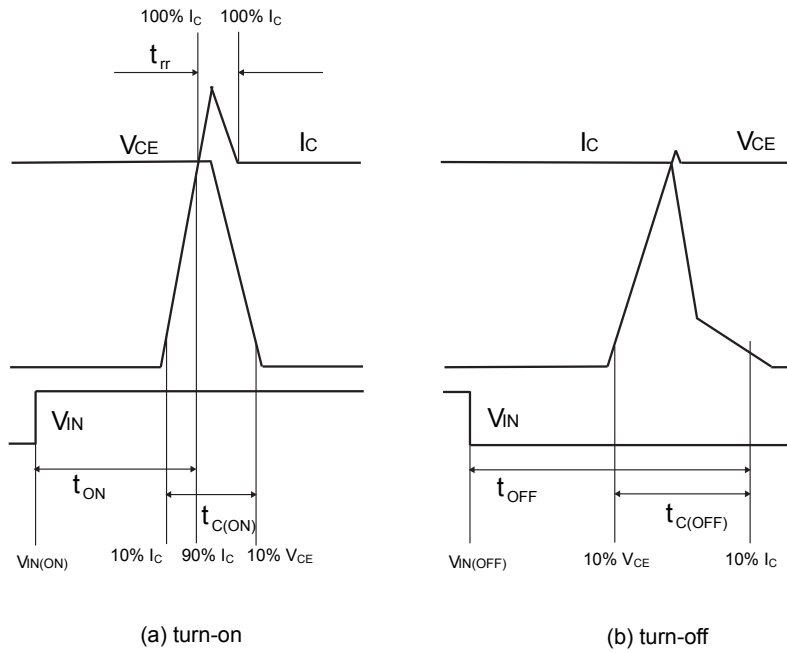 100% IC 100% IC
trr
VCE IC
VIN
tON
tC(ON)
VIN(ON) 10% IC 90% IC 10% VCE
(a) turn-on
IC VCE
VIN
tOFF
tC(OFF)
VIN(OFF) 10% VCE 10% IC
(b) turn-off